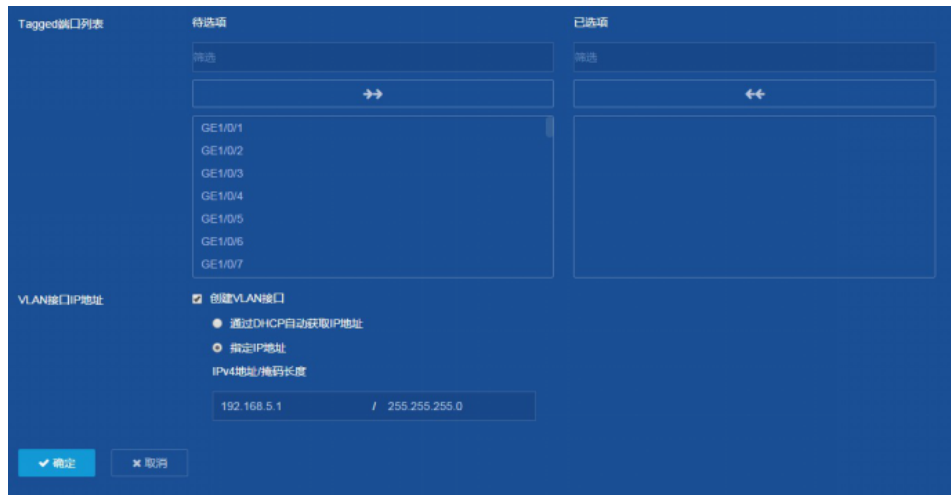 Tagged端口列表
待选项
已选项
筛选
筛选
GE1/0/1
GE1/0/2
GE1/0/3
GE1/0/4
GE1/0/5
GE1/0/6
GE1/0/7
VLAN接口IP地址
创建VLAN接口
通过DHCP自动获取IP地址
指定IP地址
IPv4地址/掩码长度
192.168.5.1 / 255.255.255.0
确定 取消